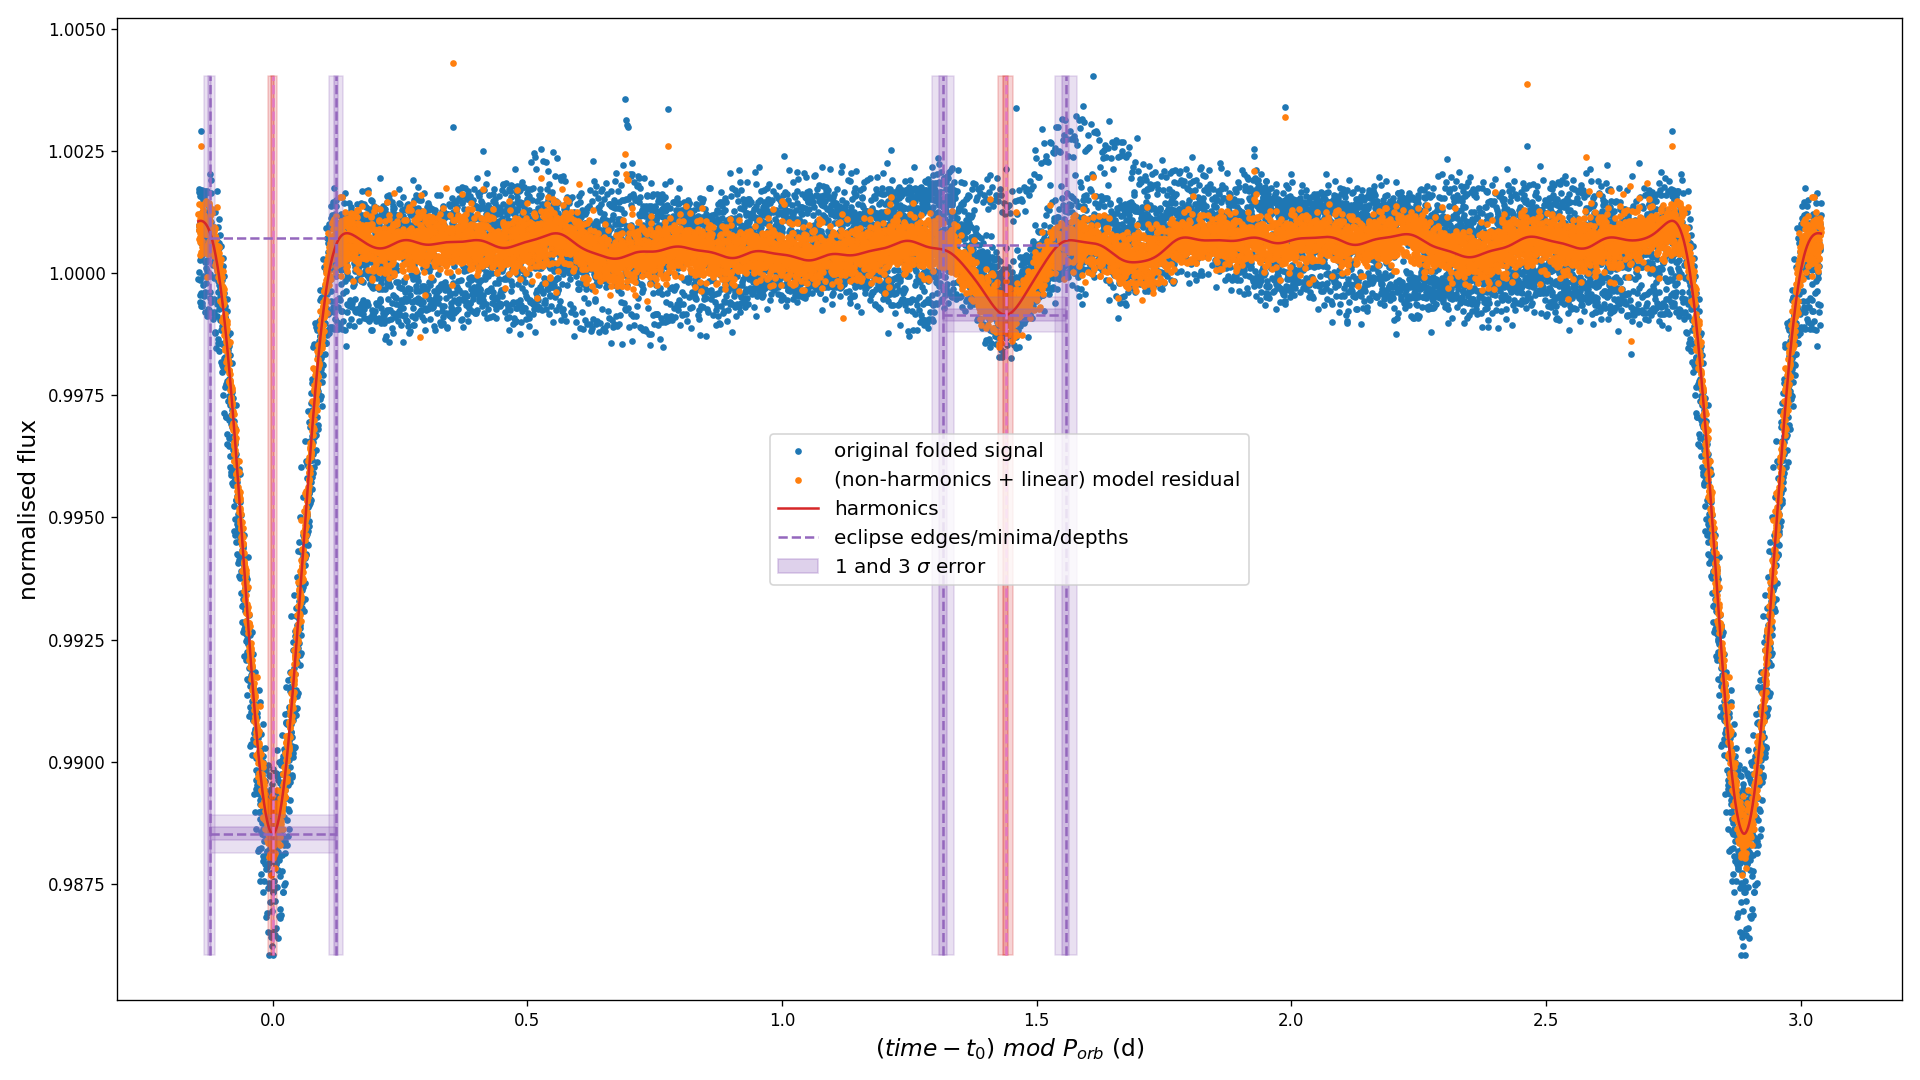 normalised flux
1.0050
1.0025
1.0000
0.9975
0.9950
0.9925
0.9900
0.9875
original folded signal
(non-harmonics + linear) model residual
harmonics
eclipse edges/minima/depths
1 and 3 σ error
0.0 0.5 1.0 1.5 2.0 2.5 3.0
(time − t₀) mod Pₒᵣb (d)